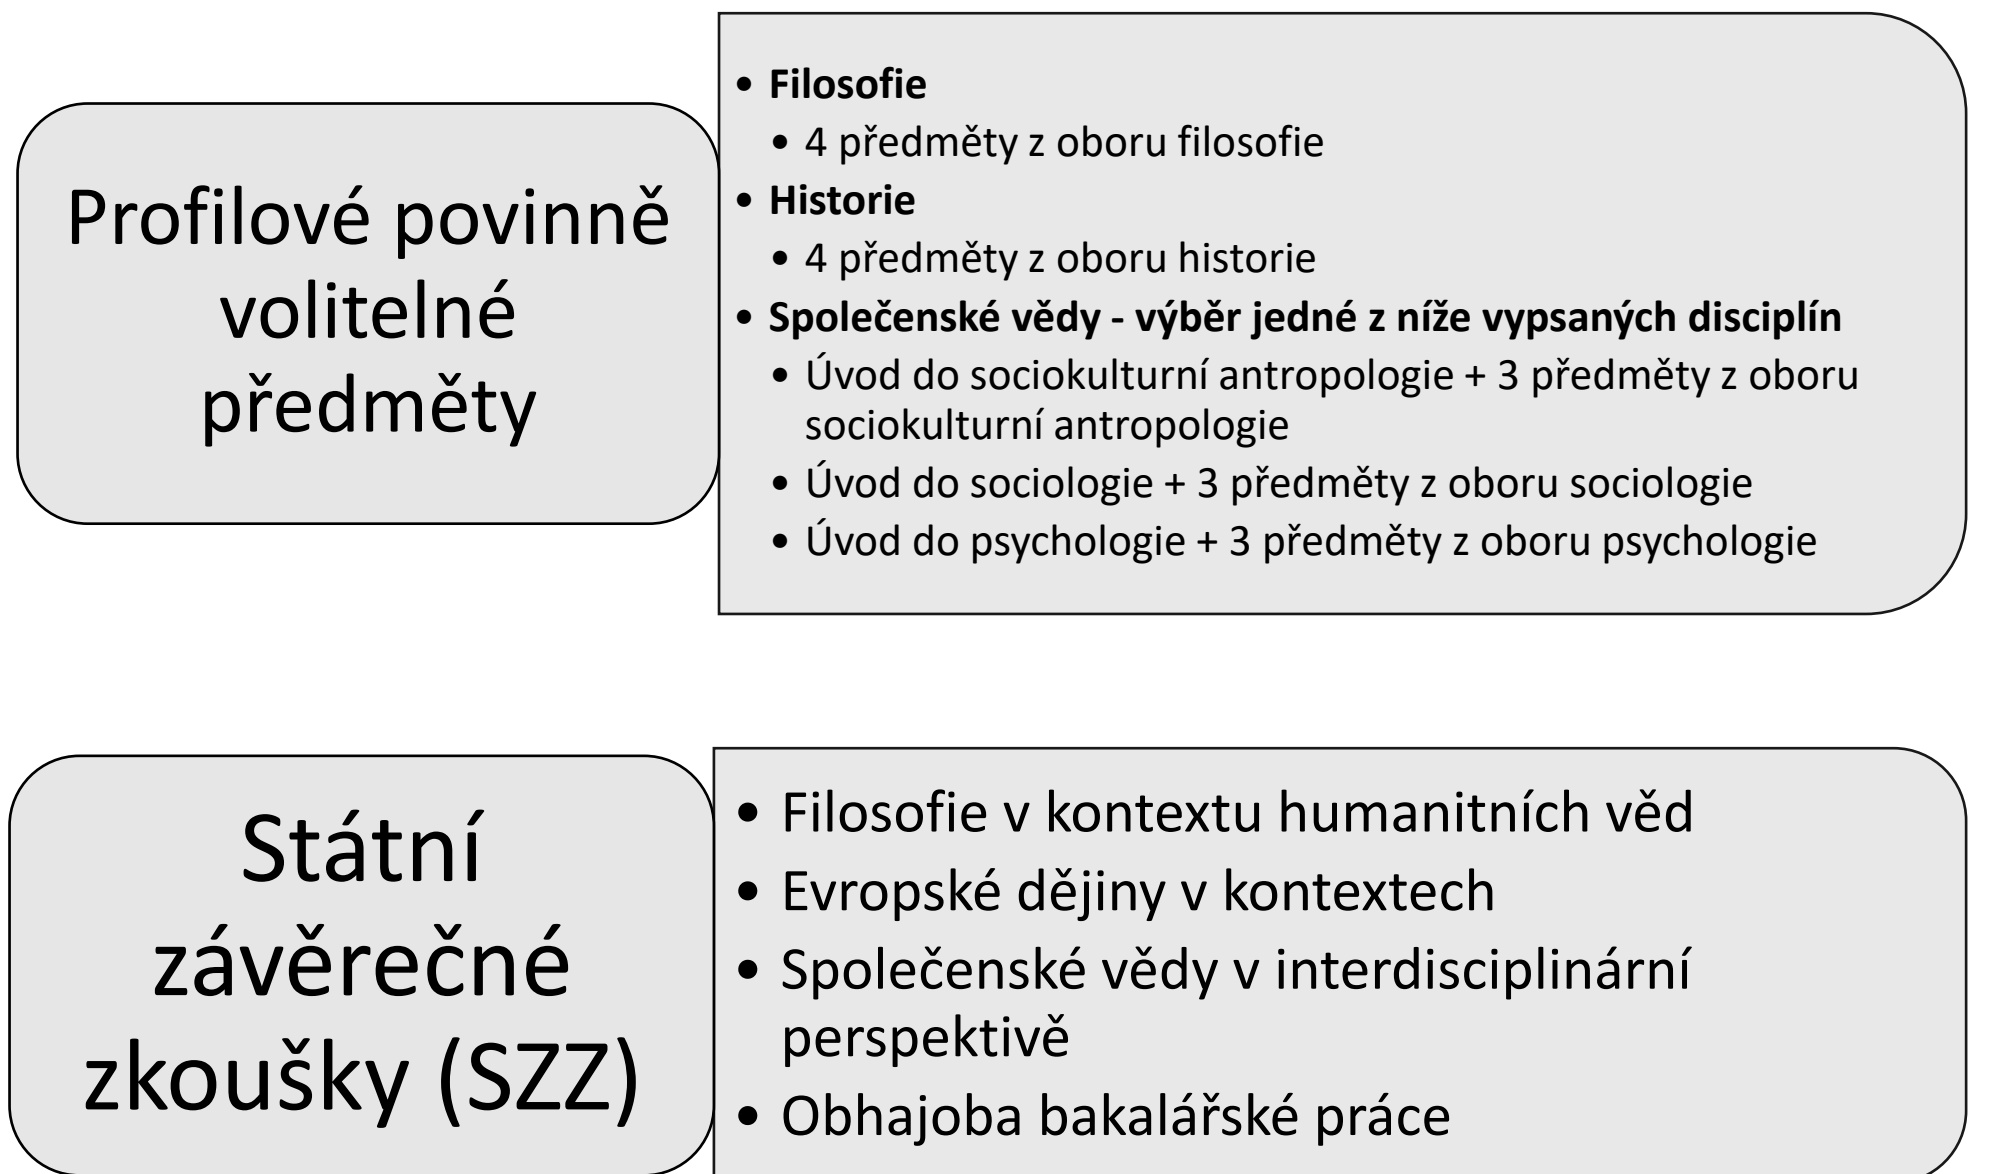 Profilové povinně
volitelné
předměty
• Filosofie
• 4 předměty z oboru filosofie
• Historie
• 4 předměty z oboru historie
• Společenské vědy - výběr jedné z níže vypsaných disciplín
• Úvod do sociokulturní antropologie + 3 předměty z oboru
sociokulturní antropologie
• Úvod do sociologie + 3 předměty z oboru sociologie
• Úvod do psychologie + 3 předměty z oboru psychologie
Státní
závěrečné
zkoušky (SZZ)
• Filosofie v kontextu humanitních věd
• Evropské dějiny v kontextech
• Společenské vědy v interdisciplinární
perspektivě
• Obhajoba bakalářské práce